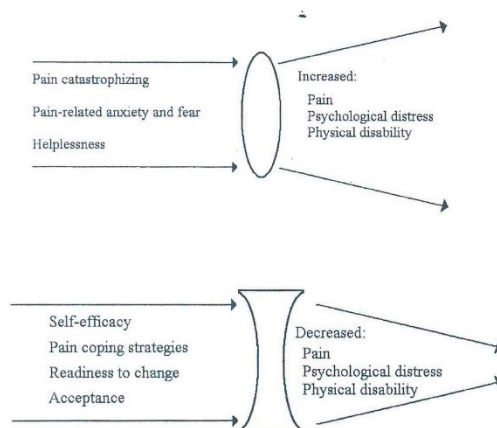 Pain catastrophizing
Pain-related anxiety and fear
Helplessness
Increased:
Pain
Psychological distress
Physical disability
Self-efficacy
Pain coping strategies
Readiness to change
Acceptance
Decreased:
Pain
Psychological distress
Physical disability